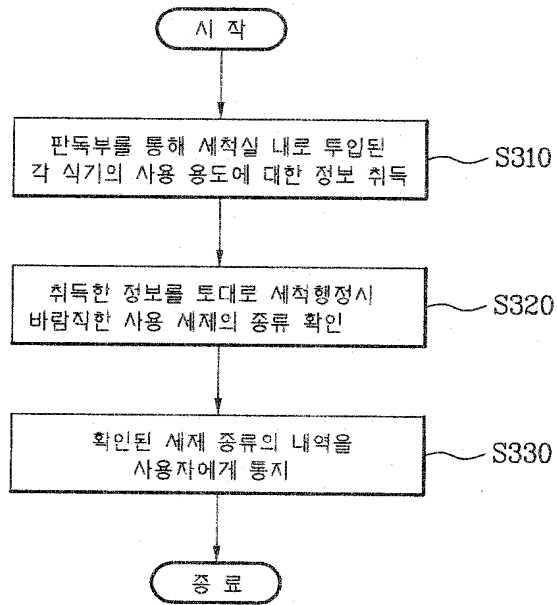 시 작
판독부를 통해 세척실 내로 투입된
각 식기의 사용 용도에 대한 정보 취득
S310
취득한 정보를 토대로 세척행정시
바람직한 사용 세제의 종류 확인
S320
확인된 세제 종류의 내역을
사용자에게 통지
S330
종 료